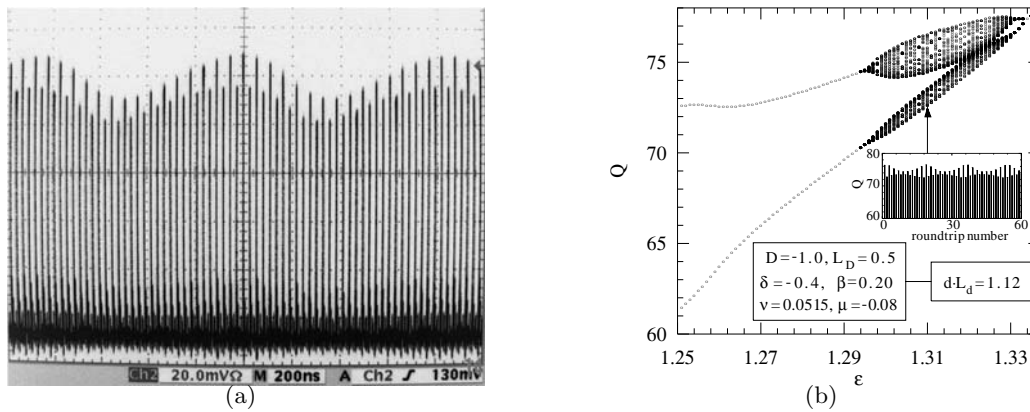 Ch2 20.0mVΩ M 200ns A Ch2 ∫ 130mV
(a)
Q
75
70
65
60
1.25 1.27 1.29 1.31 1.33
ε
80
70
60
Q
0 30 60
roundtrip number
D=-1.0, L_D=0.5
δ=-0.4, β=0.20
ν=0.0515, μ=-0.08
d·L_d=1.12
(b)